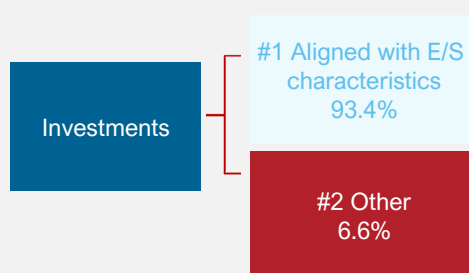 Investments
#1 Aligned with E/S
characteristics
93.4%
#2 Other
6.6%